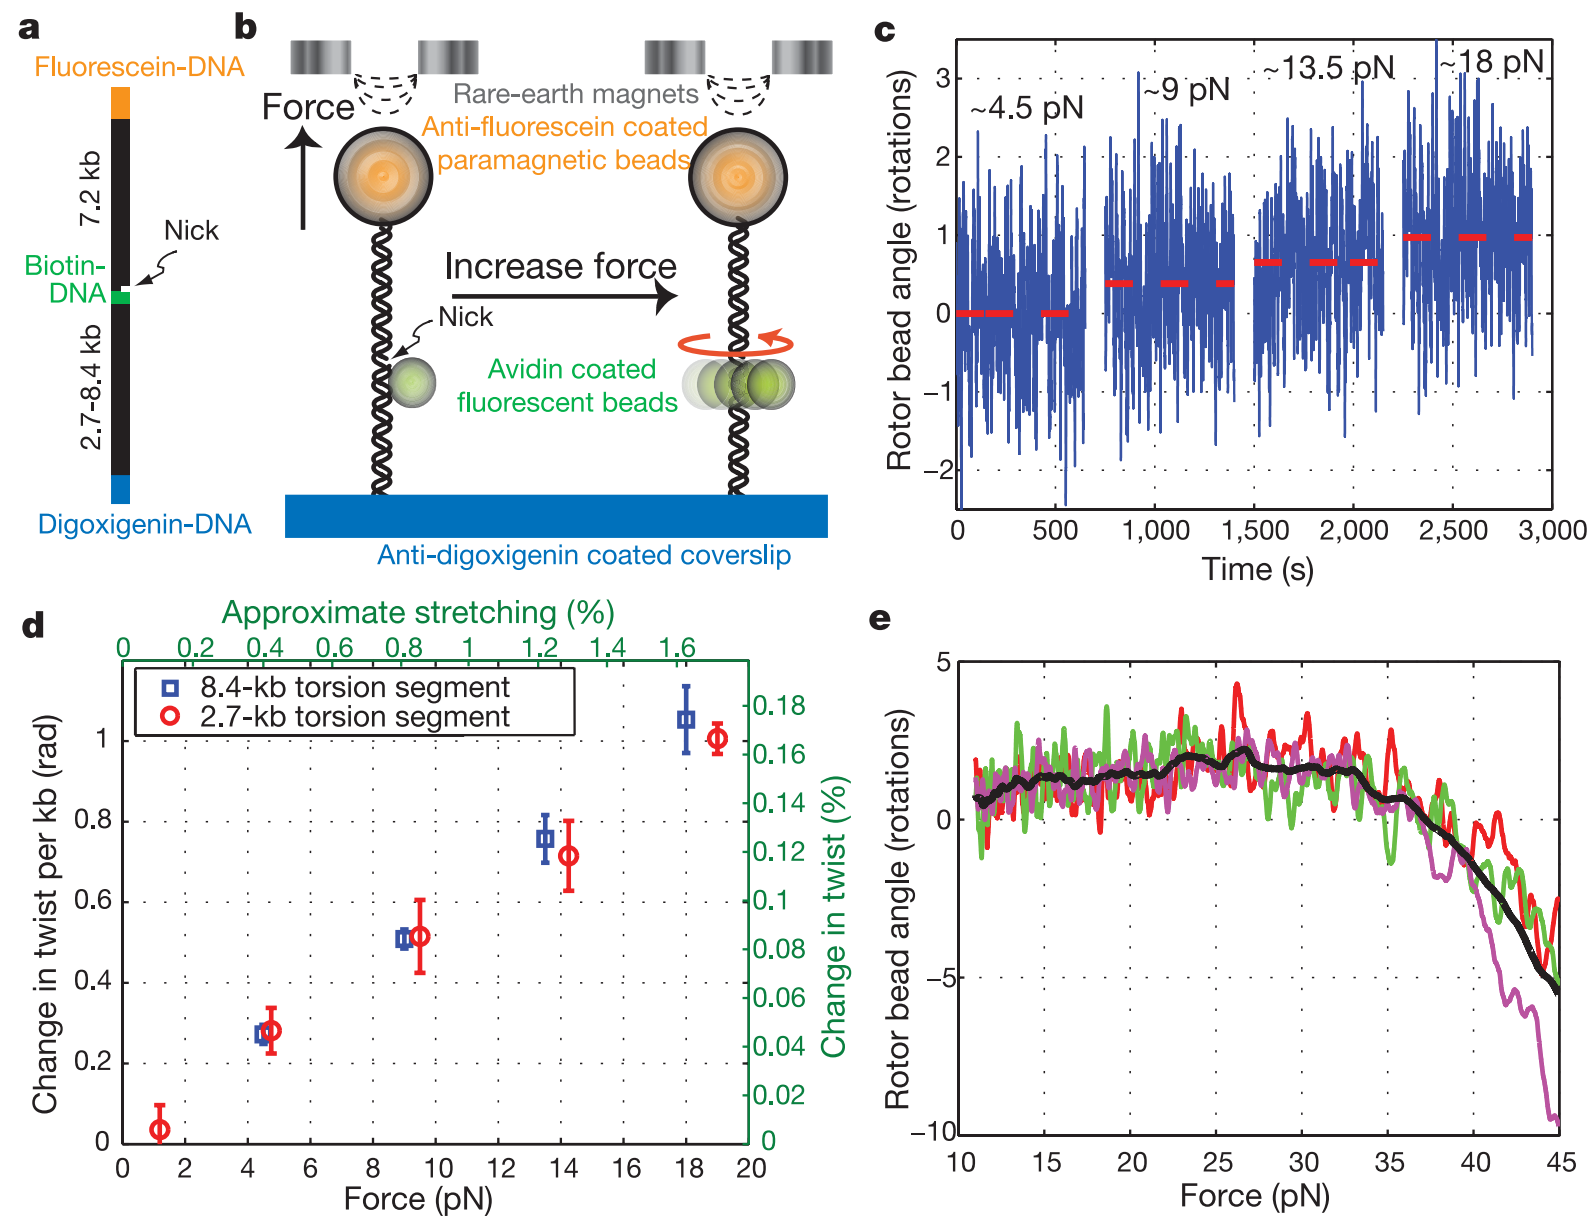 a
Fluorescein-DNA
7.2 kb
Nick
Biotin-
DNA
2.7-8.4 kb
Digoxigenin-DNA
b
Force
Rare-earth magnets
Anti-fluorescein coated
paramagnetic beads
Increase force
Nick
Avidin coated
fluorescent beads
Anti-digoxigenin coated coverslip
c
~4.5 pN
~9 pN
~13.5 pN
~18 pN
Rotor bead angle (rotations)
3
2
1
0
−1
−2
0 500 1,000 1,500 2,000 2,500 3,000
Time (s)
d
Approximate stretching (%)
0 0.2 0.4 0.6 0.8 1 1.2 1.4 1.6
8.4-kb torsion segment
2.7-kb torsion segment
Change in twist per kb (rad)
1
0.8
0.6
0.4
0.2
0
0.18
0.16
0.14
0.12
0.1
0.08
0.06
0.04
0.02
0
Change in twist (%)
0 2 4 6 8 10 12 14 16 18 20
Force (pN)
e
Rotor bead angle (rotations)
5
0
−5
−10
10 15 20 25 30 35 40 45
Force (pN)